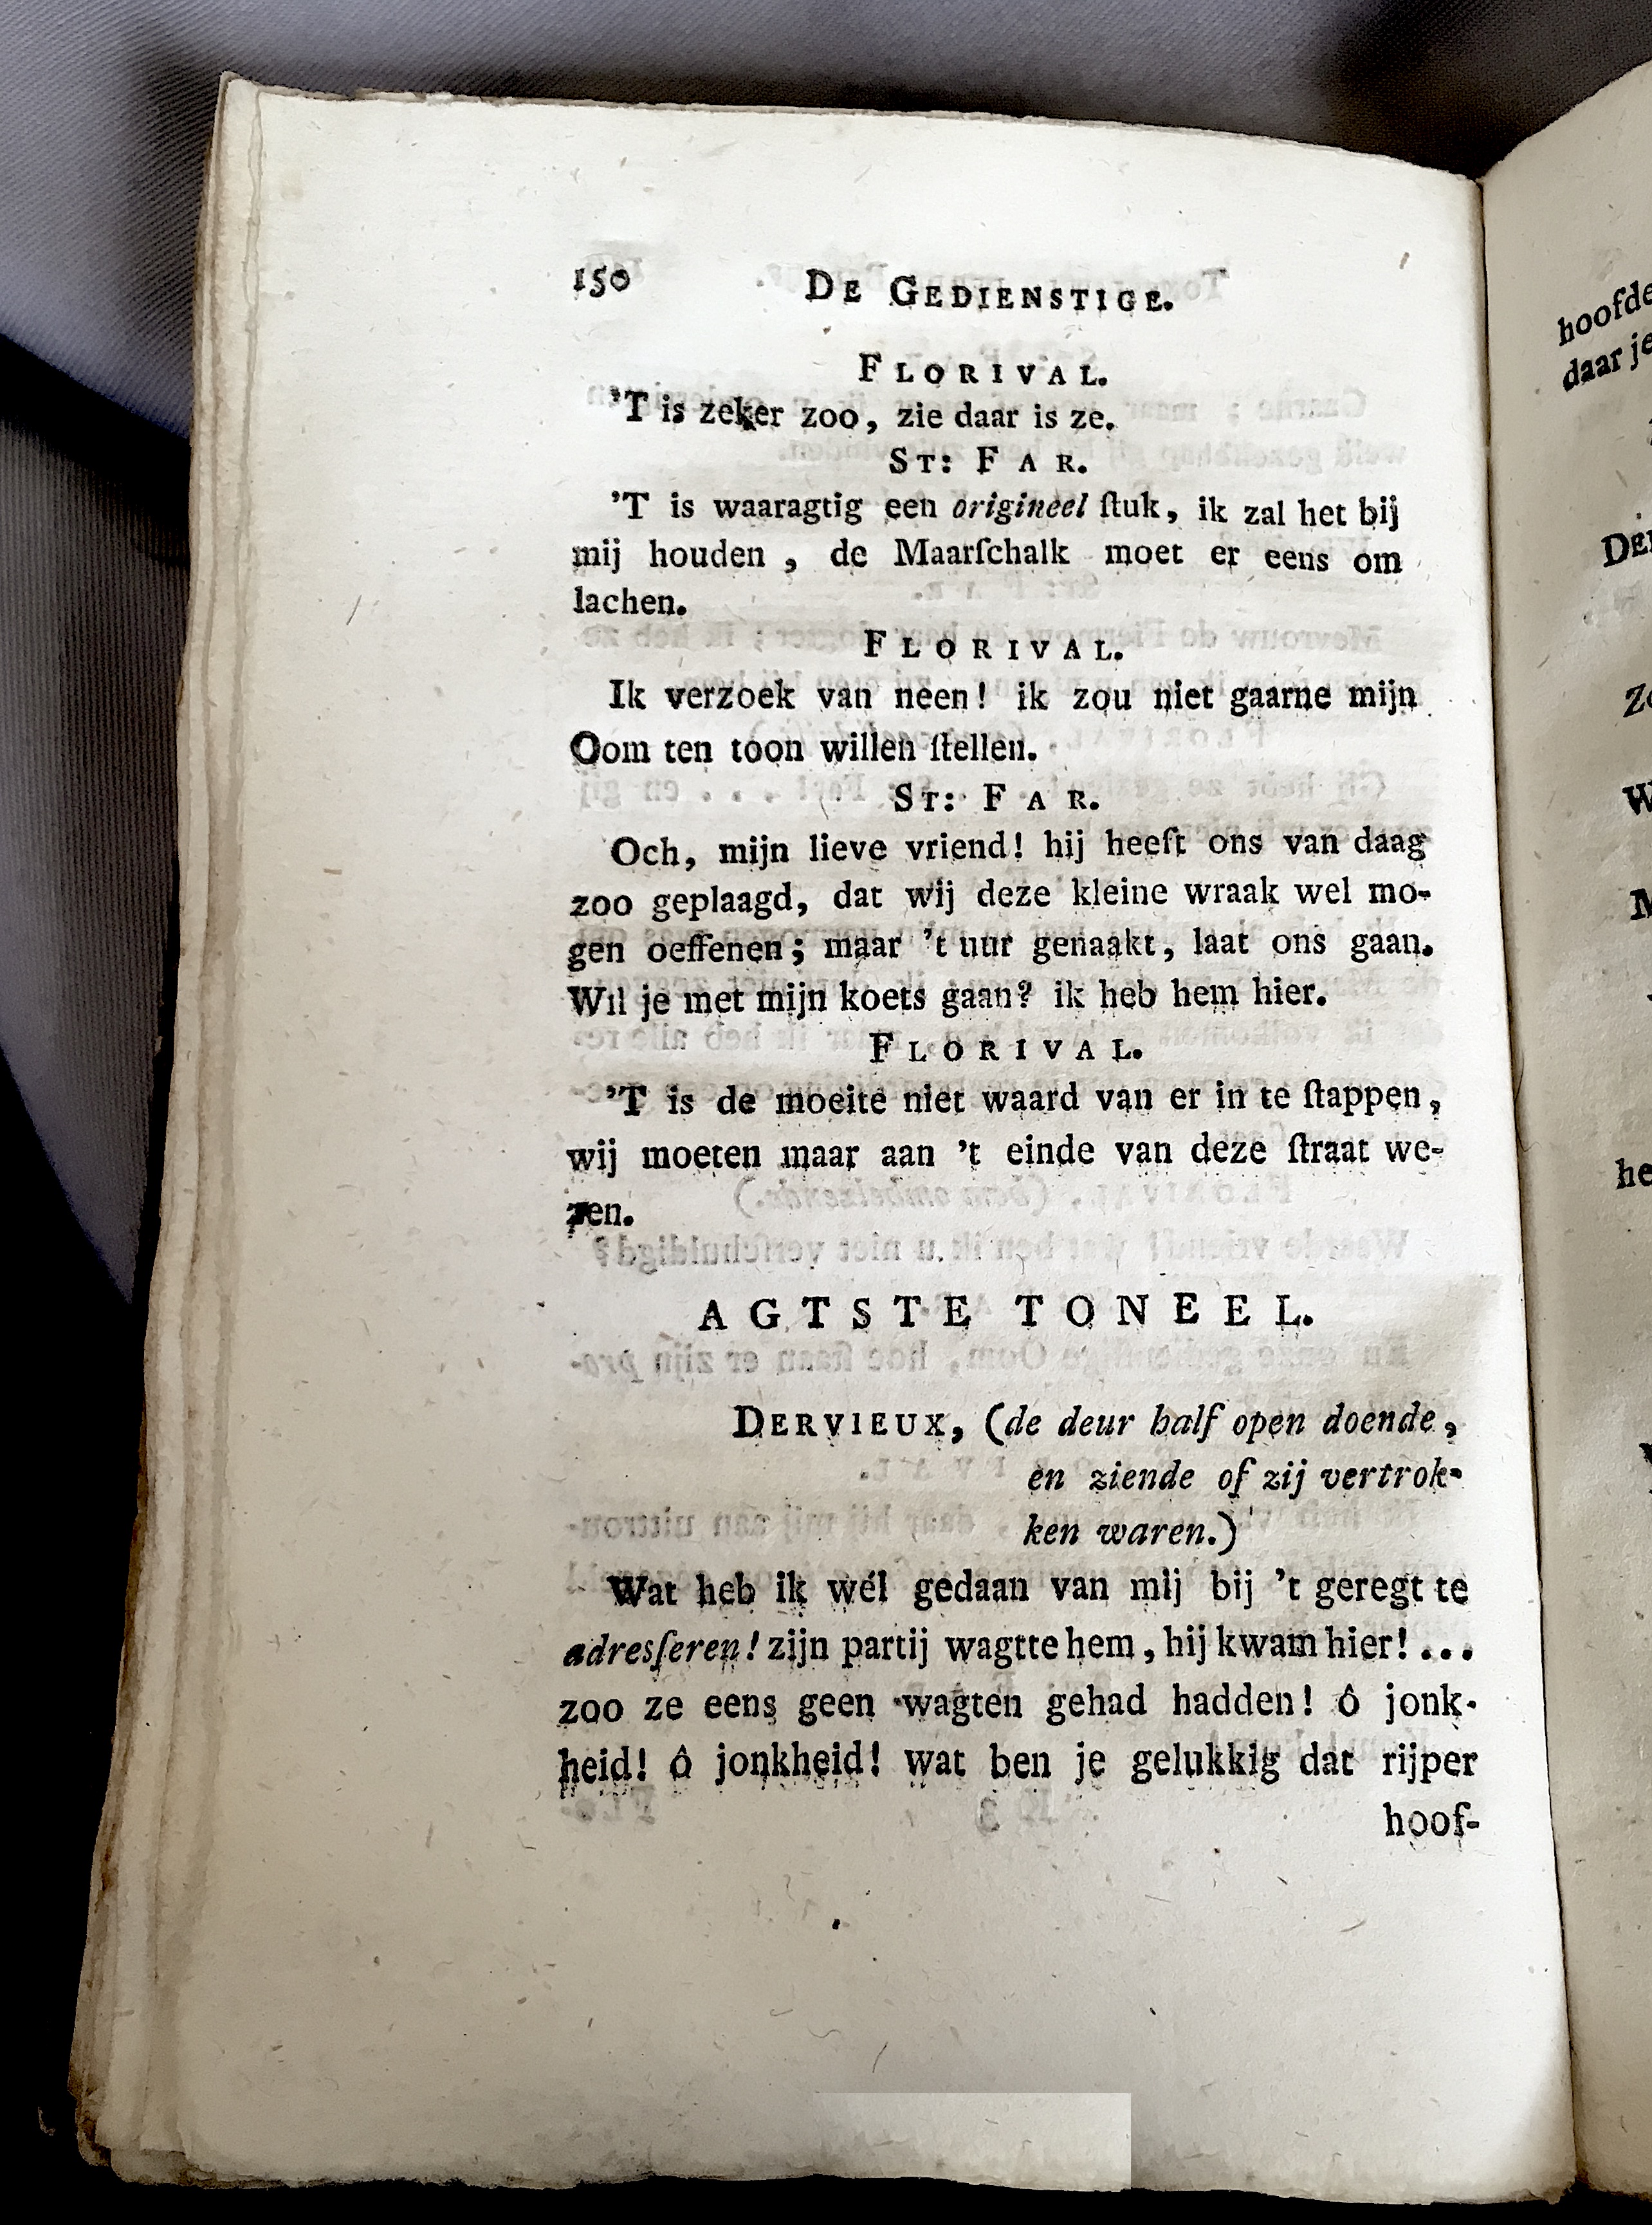 150 De Gedienstige.
Florival.
’T is zeker zoo, zie daar is ze.
St: Far.
’T is waaragtig een origineel ſtuk, ik zal het bij
mij houden, de Maarſchalk moet er eens om
lachen.
Florival.
Ik verzoek van neen! ik zou niet gaarne mijn
Oom ten toon willen ſtellen.
St: Far.
Och, mijn lieve vriend! hij heeft ons van daag
zoo geplaagd, dat wij deze kleine wraak wel mo-
gen oeffenen; maar ’t uur genaakt, laat ons gaan.
Wil je met mijn koets gaan? ik heb hem hier.
Florival.
’T is de moeite niet waard van er in te ſtappen,
wij moeten maar aan ’t einde van deze ſtraat we-
zen.
AGTSTE TONEEL.
Dervieux, (de deur half open doende,
en ziende of zij vertrok-
ken waren.)
Wat heb ik wél gedaan van mij bij ’t geregt te
adresſeren! zijn partij wagtte hem, hij kwam hier! ...
zoo ze eens geen wagten gehad hadden! ô jonk-
heid! ô jonkheid! wat ben je gelukkig dat rijper
hoof-
hoofde
daar je
he